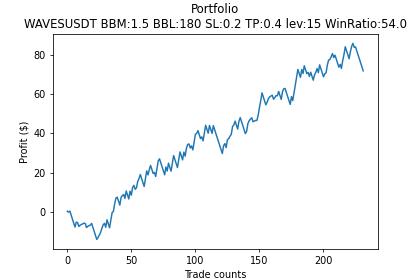 Portfolio
WAVESUSDT BBM:1.5 BBL:180 SL:0.2 TP:0.4 lev:15 WinRatio:54.0
80
60
40
20
0
Profit ($)
0 50 100 150 200
Trade counts